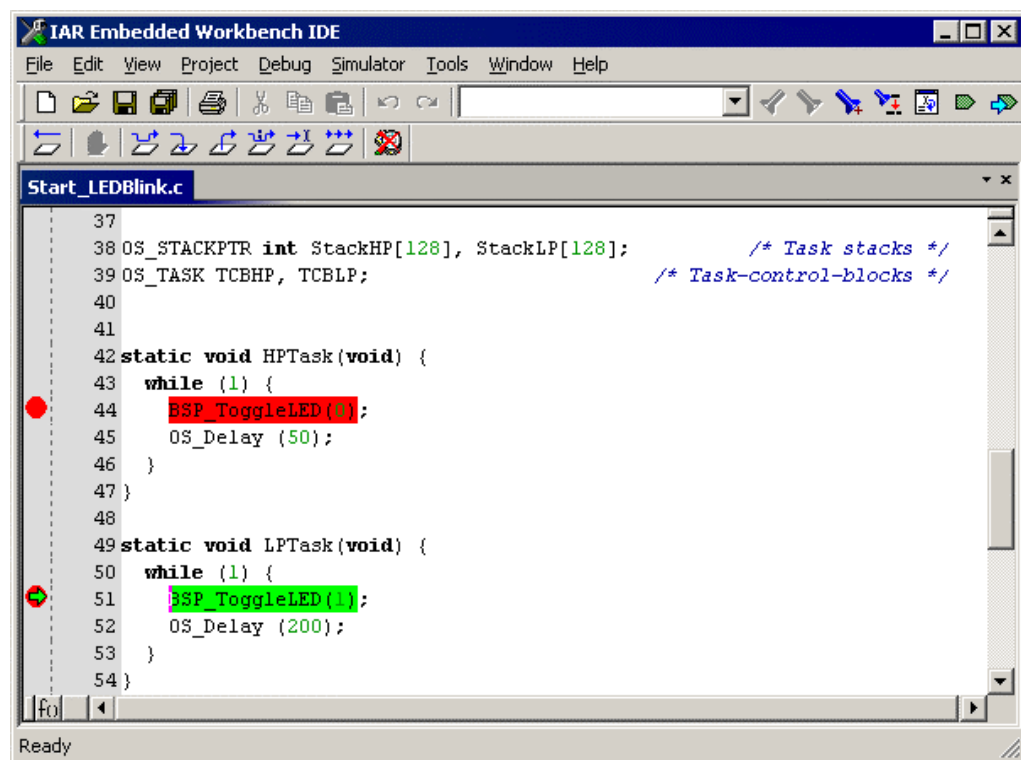 IAR Embedded Workbench IDE
File Edit View Project Debug Simulator Tools Window Help
Start_LEDBlink.c
37
38 OS_STACKPTR int StackHP[128], StackLP[128]; /* Task stacks */
39 OS_TASK TCBHP, TCBLP; /* Task-control-blocks */
40
41
42 static void HPTask(void) {
43 while (1) {
44 BSP_ToggleLED(0);
45 OS_Delay (50);
46 }
47 }
48
49 static void LPTask(void) {
50 while (1) {
51 BSP_ToggleLED(1);
52 OS_Delay (200);
53 }
54 }
Ready